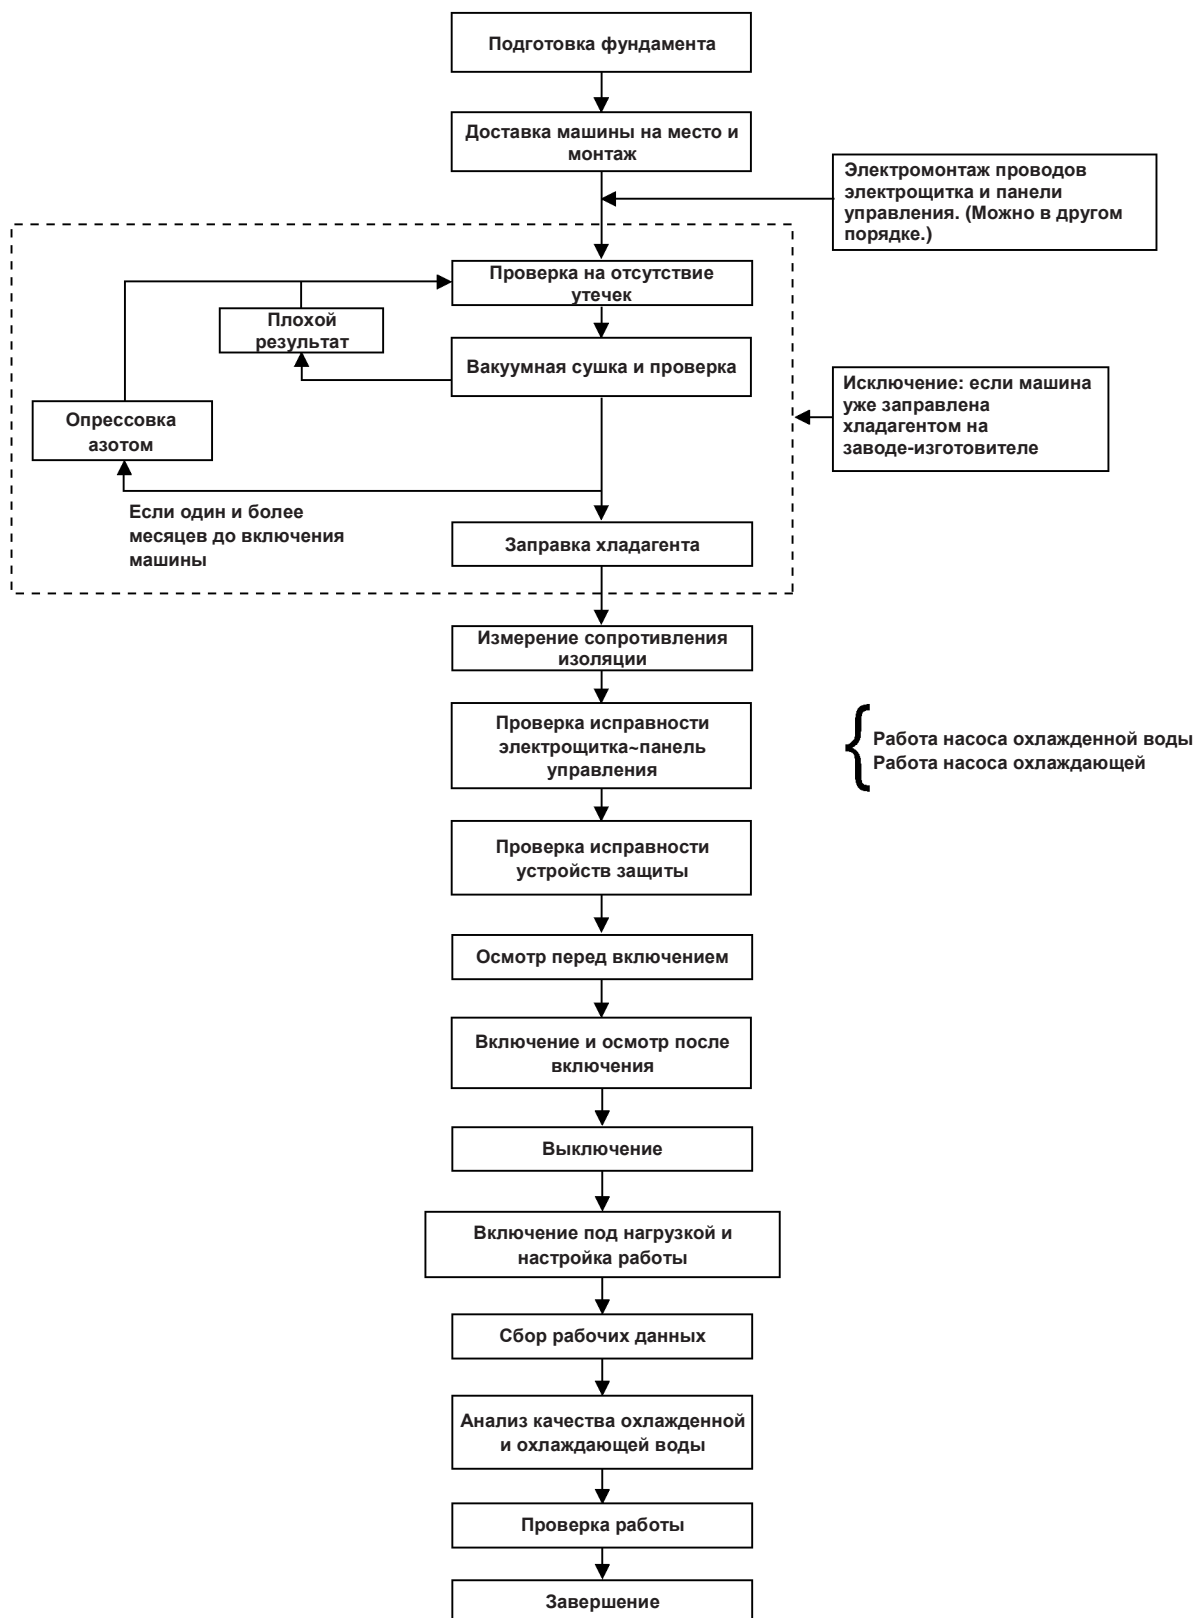 Подготовка фундамента
Доставка машины на место и
монтаж
Электромонтаж проводов
электрощитка и панели
управления. (Можно в другом
порядке.)
Проверка на отсутствие
утечек
Плохой
результат
Вакуумная сушка и проверка
Исключение: если машина
уже заправлена
хладагентом на
заводе-изготовителе
Опрессовка
азотом
Если один и более
месяцев до включения
машины
Заправка хладагента
Измерение сопротивления
изоляции
Проверка исправности
электрощитка~панель
управления
Работа насоса охлажденной воды
Работа насоса охлаждающей
Проверка исправности
устройств защиты
Осмотр перед включением
Включение и осмотр после
включения
Выключение
Включение под нагрузкой и
настройка работы
Сбор рабочих данных
Анализ качества охлажденной
и охлаждающей воды
Проверка работы
Завершение